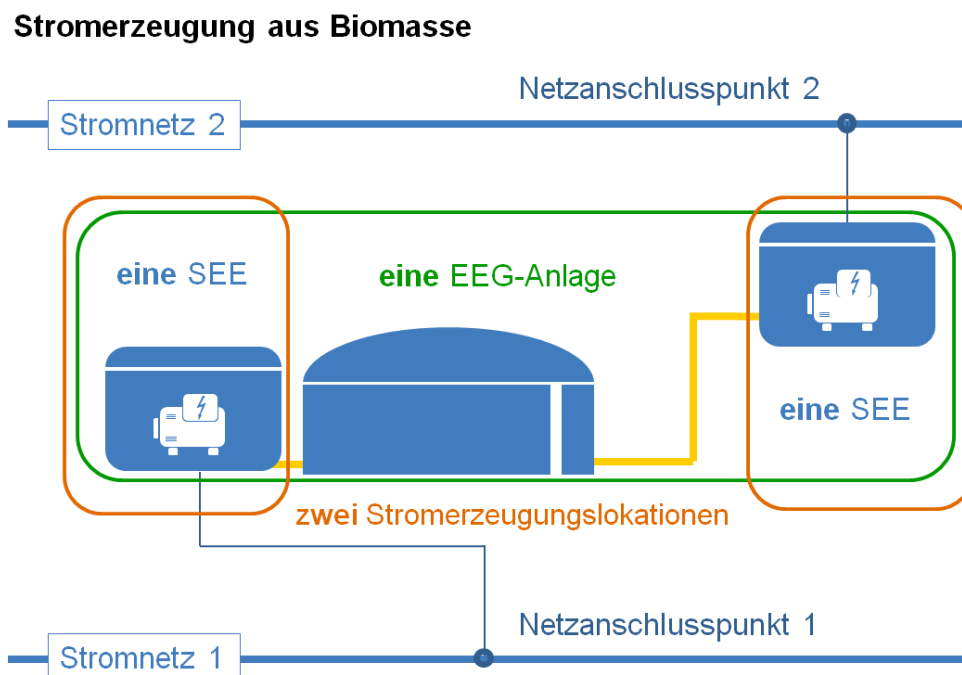 Stromerzeugung aus Biomasse
Netzanschlusspunkt 2
Stromnetz 2
eine SEE
eine EEG-Anlage
eine SEE
zwei Stromerzeugungslokationen
Netzanschlusspunkt 1
Stromnetz 1